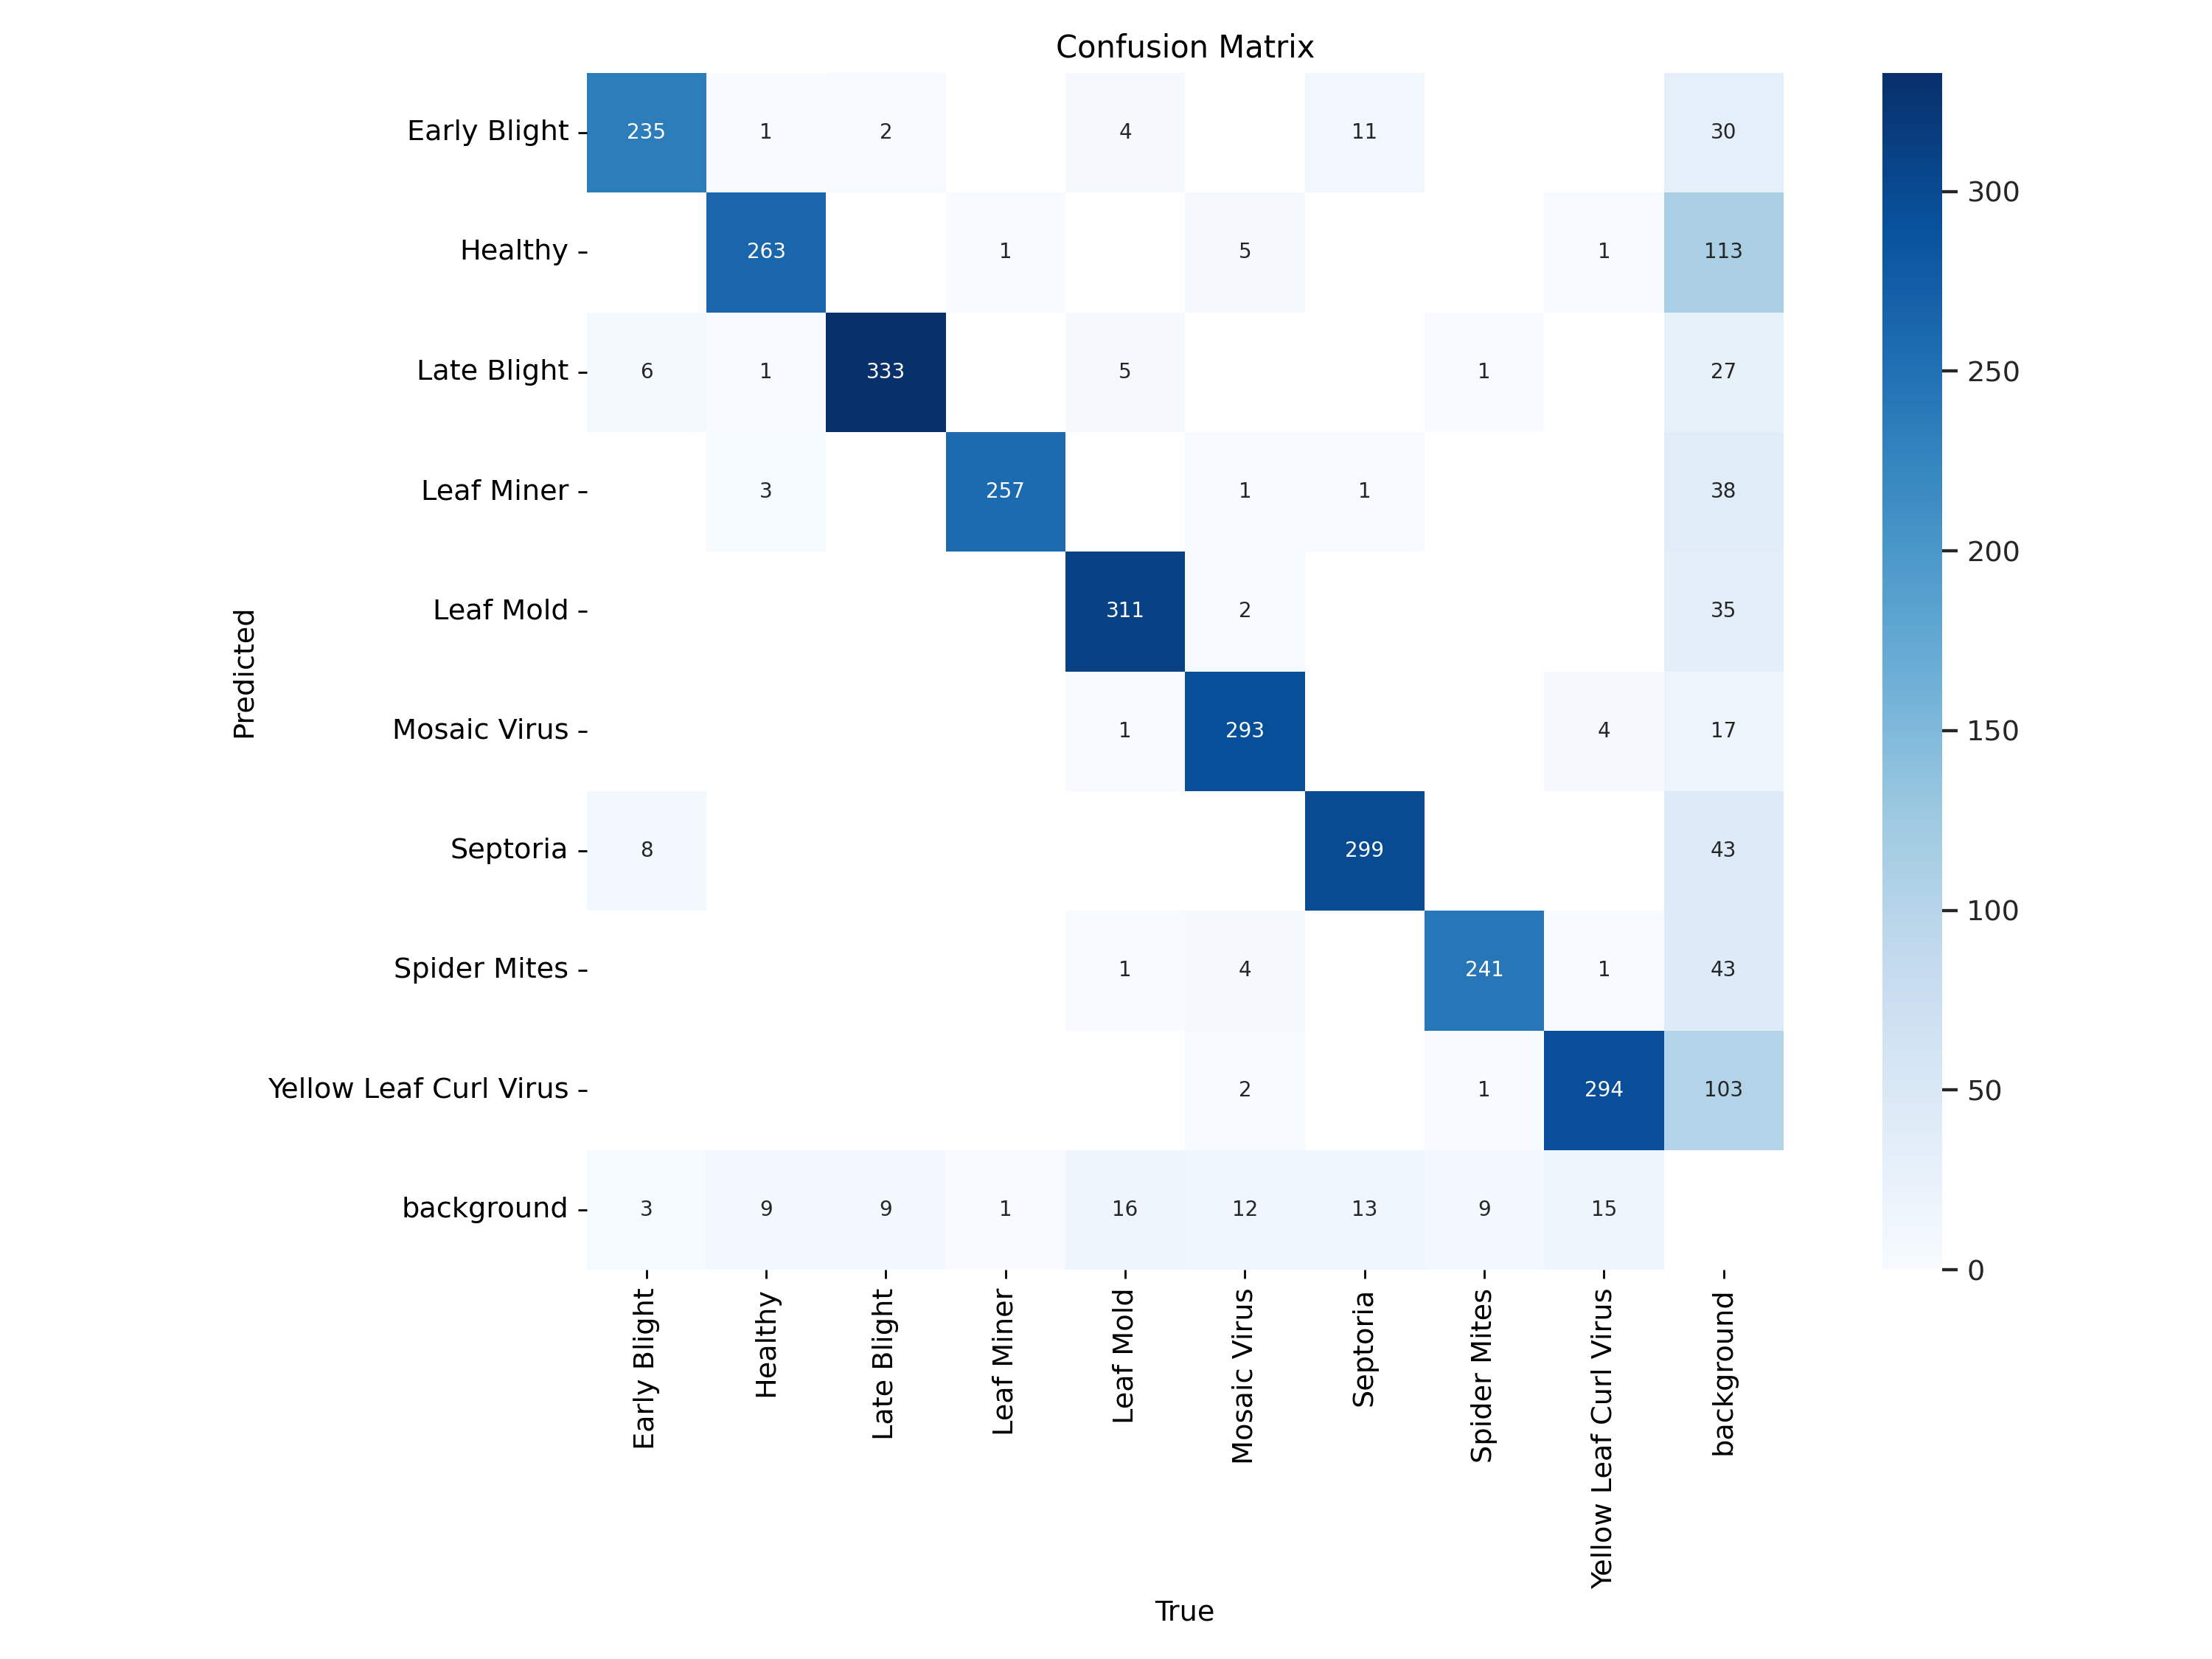 Confusion Matrix
Early Blight 235 1 2 4 11 30
Healthy 263 1 5 1 113
Late Blight 6 1 333 5 1 27
Leaf Miner 3 257 1 1 38
Leaf Mold 311 2 35
Mosaic Virus 1 293 4 17
Septoria 8 299 43
Spider Mites 1 4 241 1 43
Yellow Leaf Curl Virus 2 1 294 103
background 3 9 9 1 16 12 13 9 15
Predicted
Early Blight
Healthy
Late Blight
Leaf Miner
Leaf Mold
Mosaic Virus
Septoria
Spider Mites
Yellow Leaf Curl Virus
background
True
300
250
200
150
100
50
0